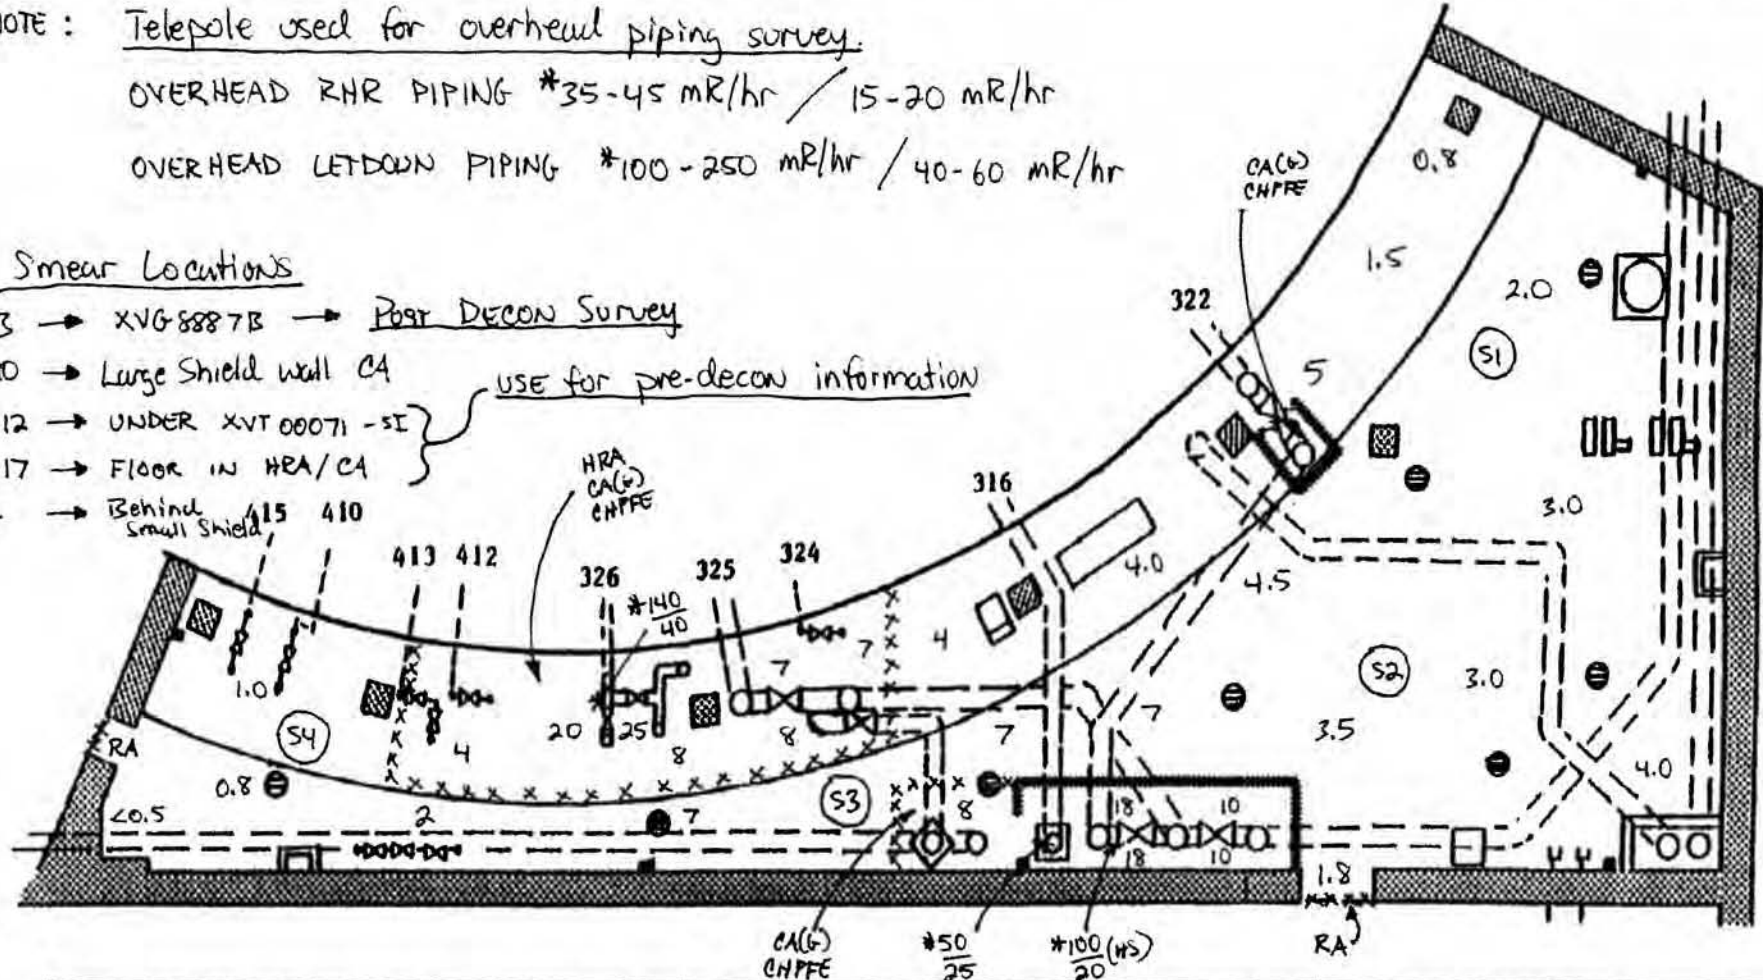 NOTE: Telepole used for overhead piping survey.
OVERHEAD RHR PIPING *35-45 mR/hr / 15-20 mR/hr
OVERHEAD LETDOWN PIPING *100-250 mR/hr / 40-60 mR/hr
Smear Locations
3 → XVG8887B → Post DECON Survey
0 → Large Shield wall CA
12 → UNDER XVT 00071-SI
17 → FLOOR IN HRA/CA
USE for pre-decon information
→ Behind
Small Shield
CA(G)
CHPFE
0.8
1.5
2.0
322
S1
5
HRA
CA(G)
CHPFE
316
3.0
415
410
413
412
326
325
324
*140
40
4.0
4.5
7
7
4
1.0
S2
3.0
S4
4
20
25
8
8
7
7
3.5
RA
0.8
4.0
<0.5
2
7
S3
8
18
10
18
10
1.8
CA(G)
CHPFE
*50
25
*100 (HS)
20
RA